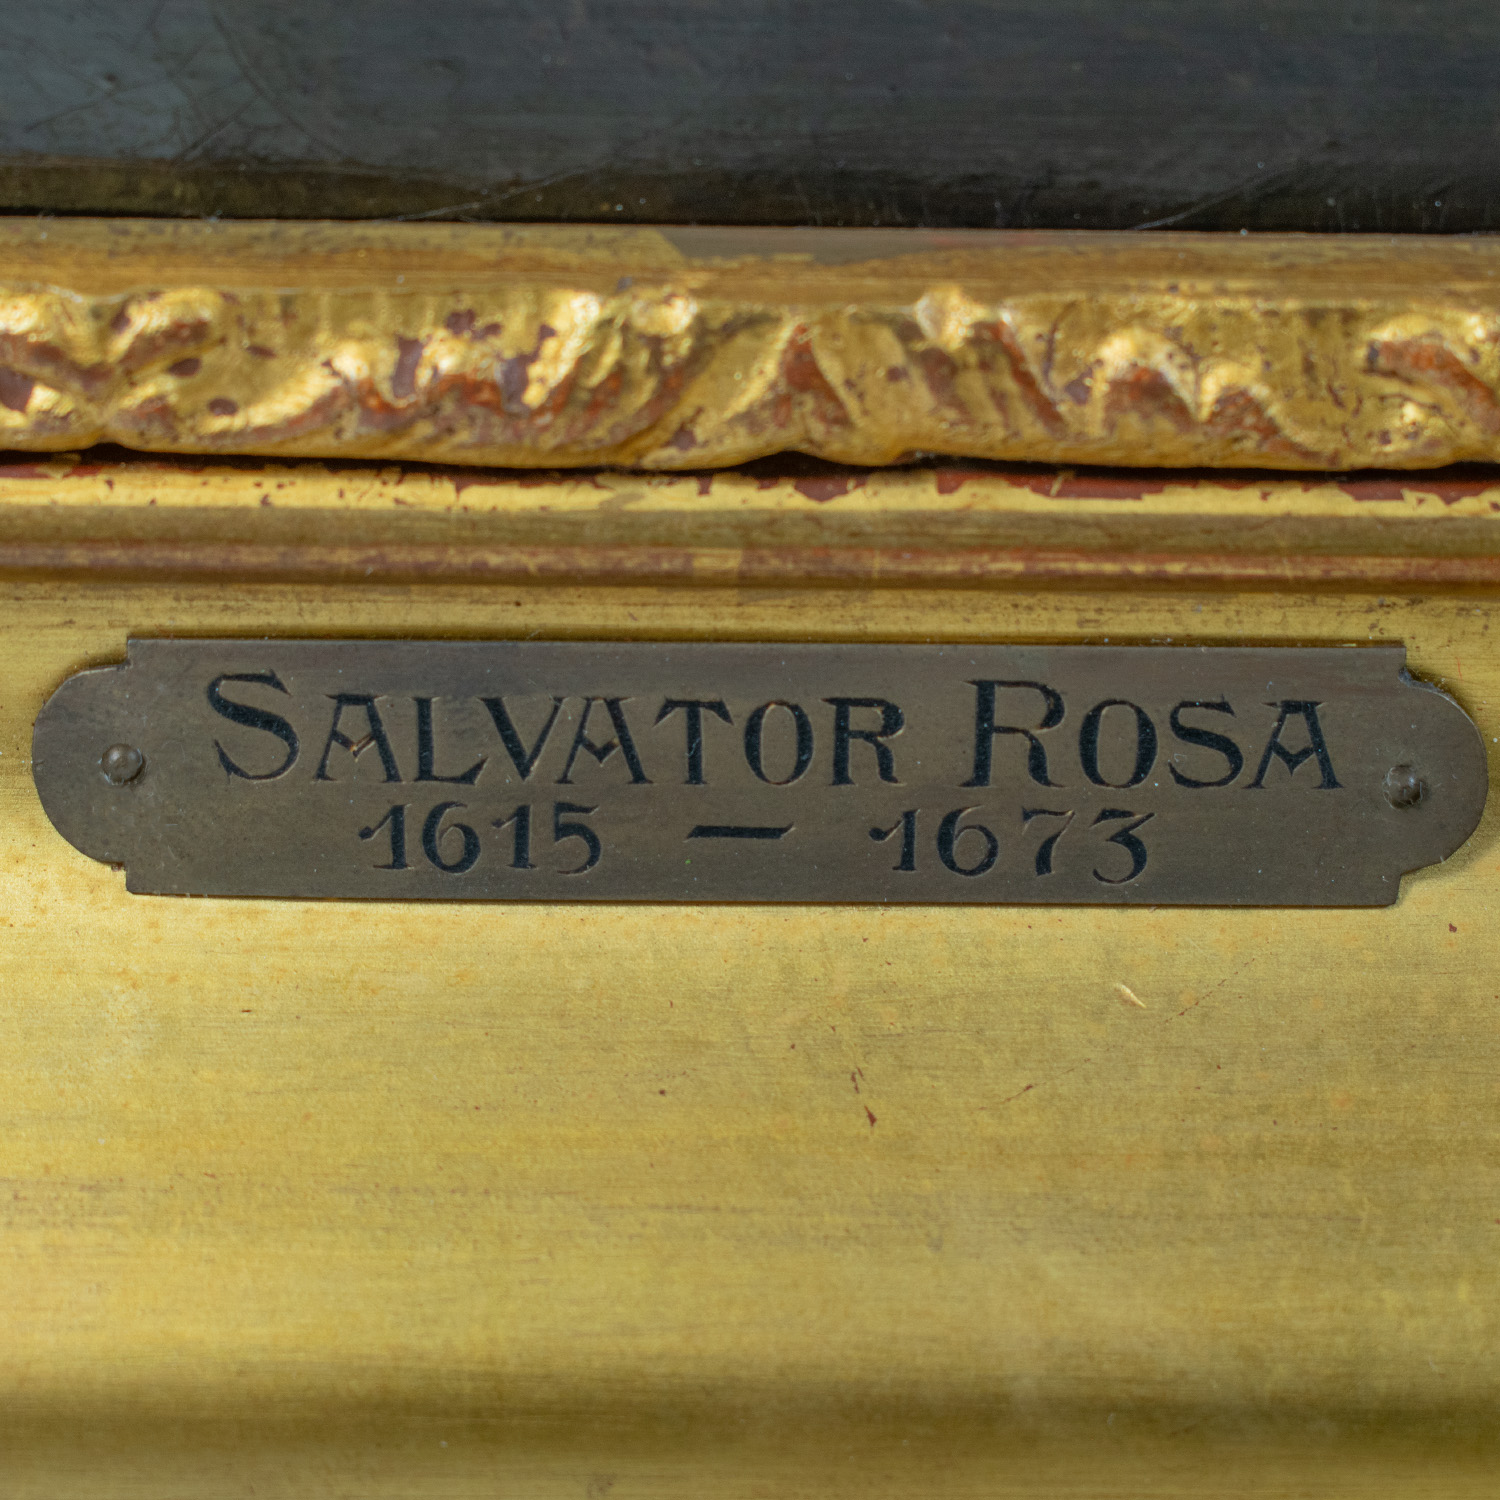 SALVATOR ROSA
1615 — 1673